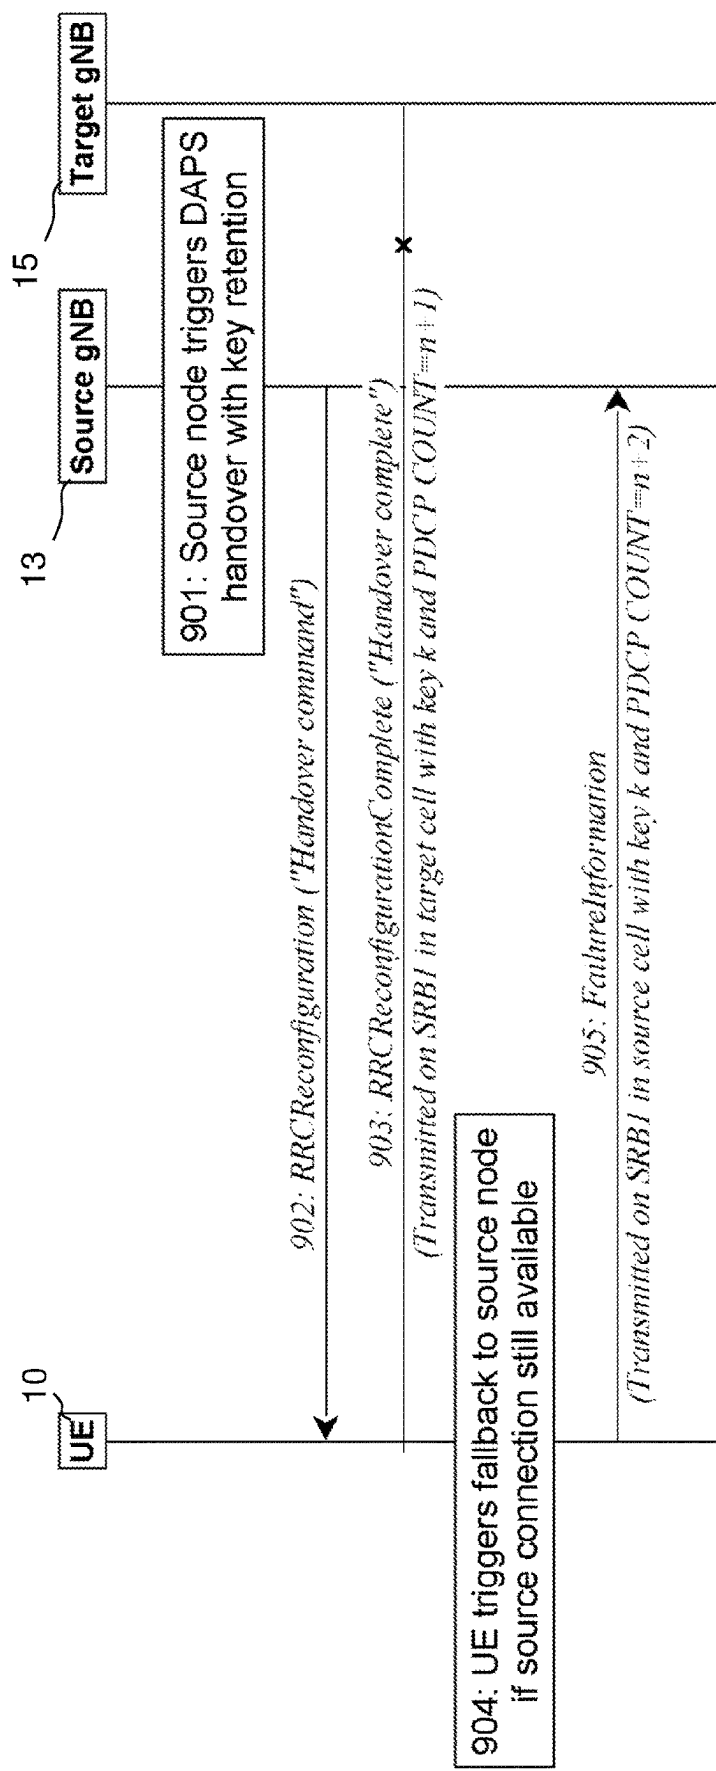 10
UE
13
Source gNB
15
Target gNB
901: Source node triggers DAPS
handover with key retention
902: RRCReconfiguration ("Handover command")
903: RRCReconfigurationComplete ("Handover complete")
(Transmitted on SRB1 in target cell with key k and PDCP COUNT=n+1)
904: UE triggers fallback to source node
if source connection still available
905: FailureInformation
(Transmitted on SRB1 in source cell with key k and PDCP COUNT=n+2)